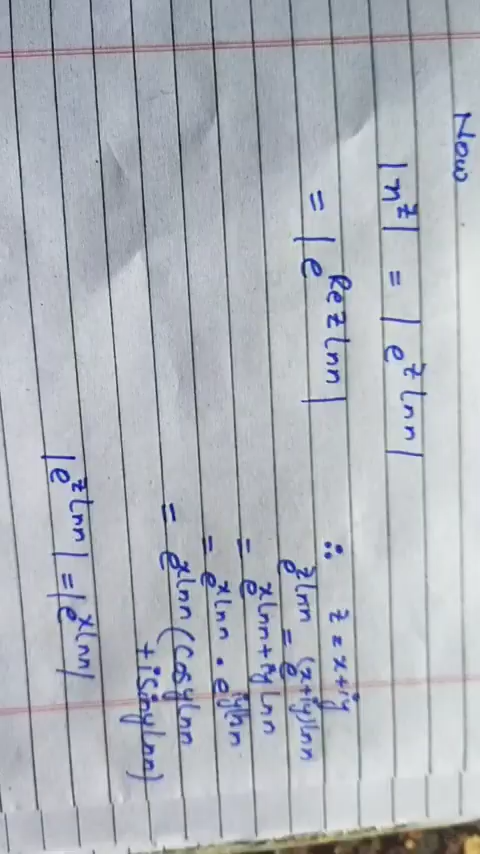 Now
|n^z| = |e^{z ln n}|
= |e^{Re z ln n}|
∵ z = x+iy
e^{z ln n} = e^{(x+iy) ln n}
= e^{x ln n + iy ln n}
= e^{x ln n} · e^{iy ln n}
= e^{x ln n} (cos y ln n
+ i sin y ln n)
|e^{z ln n}| = |e^{x ln n}|